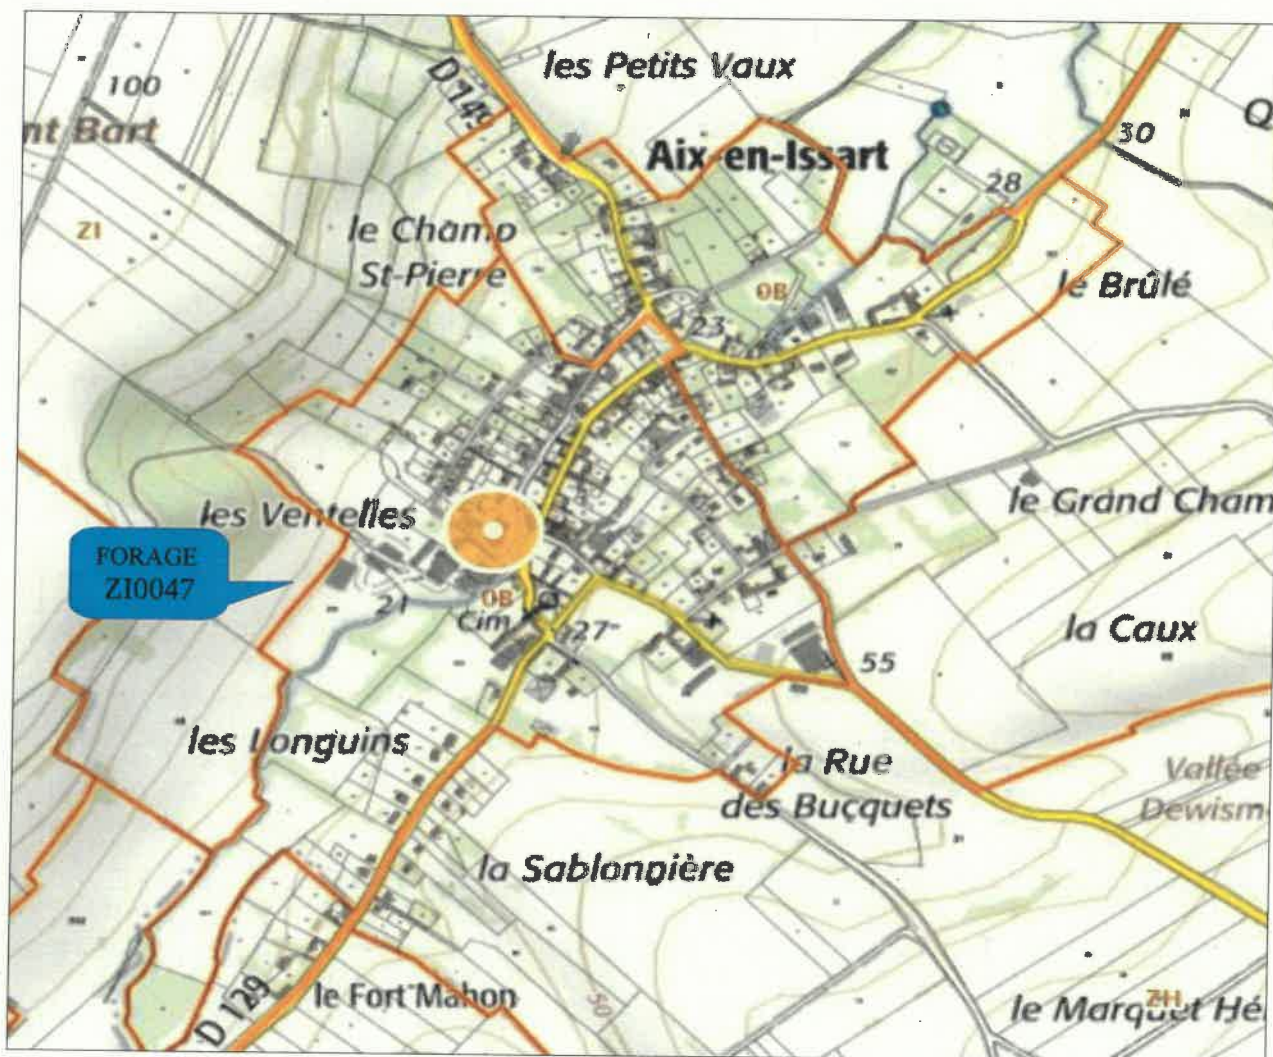 les Petits Vaux
D 149
100
nt Bart
Aix-en-Issart
30
Q
28
ZI
le Champ
St-Pierre
le Brûlé
0B
23
les Ventelles
le Grand Cham
FORAGE
ZI0047
21
0B
Cim
27
la Caux
55
les Longuins
la Rue
des Bucquets
Vallée
Dewism
la Sablonnière
D 129
le Fort Mahon
50
le Marquet Hé
ZH